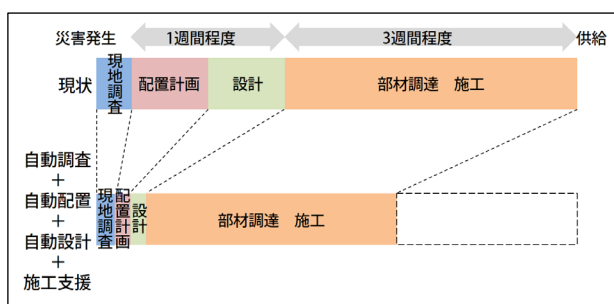 災害発生
1週間程度
3週間程度
供給
現状
現地調査
配置計画
設計
部材調達　施工
自動調査
+
自動配置
+
自動設計
+
施工支援
現地調査
配置計画
設計
部材調達　施工